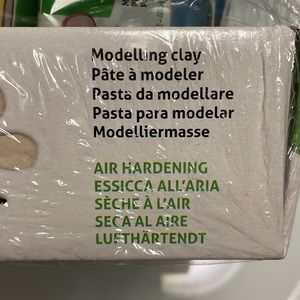 Modelling clay
Pâte à modeler
Pasta da modellare
Pasta para modelar
Modelliermasse
AIR HARDENING
ESSICCA ALL'ARIA
SÈCHE À L'AIR
SECA AL AIRE
LUFTHÄRTENDT